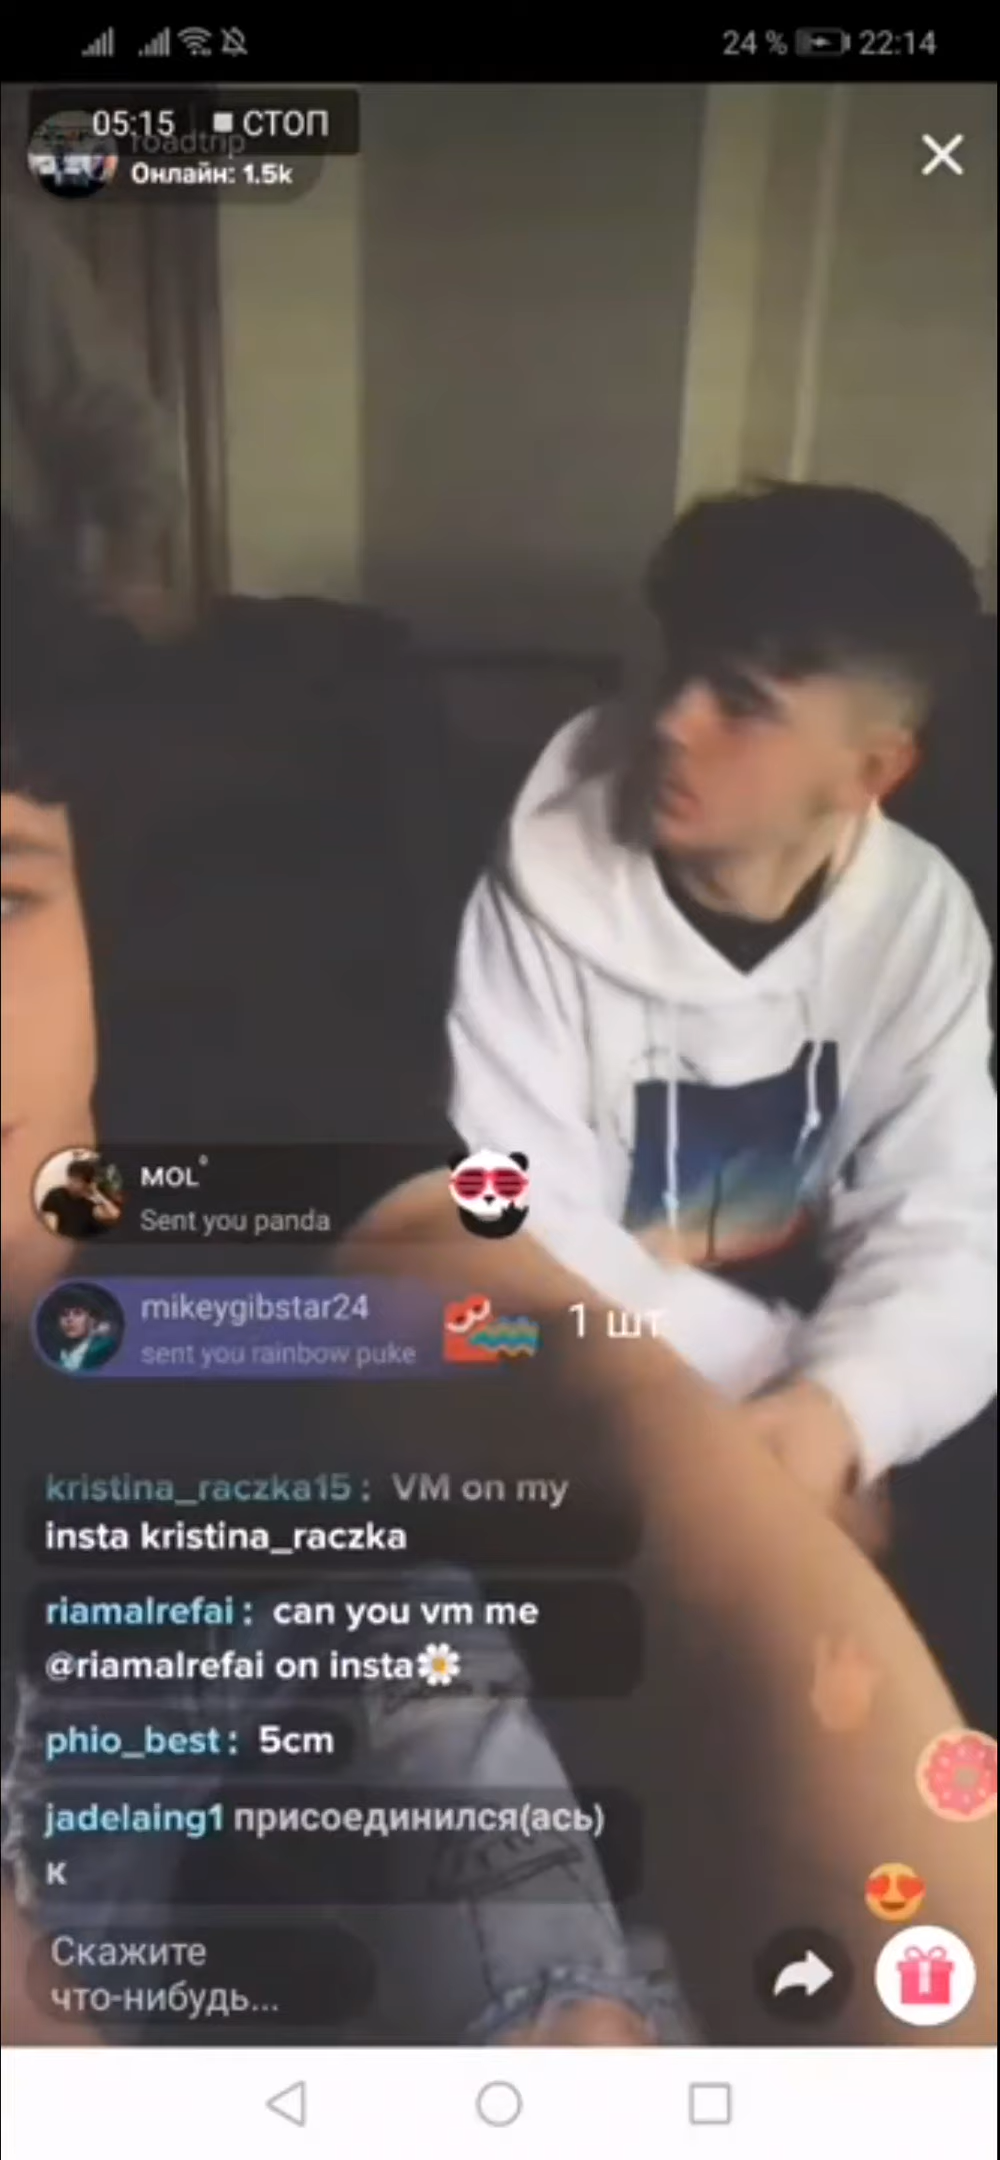 24 % 22:14
05:15 СТОП
roadtrip
Онлайн: 1.5k
MOL°
Sent you panda
mikeygibstar24
sent you rainbow puke
1 шт
kristina_raczka15 : VM on my
insta kristina_raczka
riamalrefai : can you vm me
@riamalrefai on insta🌼
phio_best : 5cm
jadelaing1 присоединился(ась)
к
Скажите
что-нибудь...